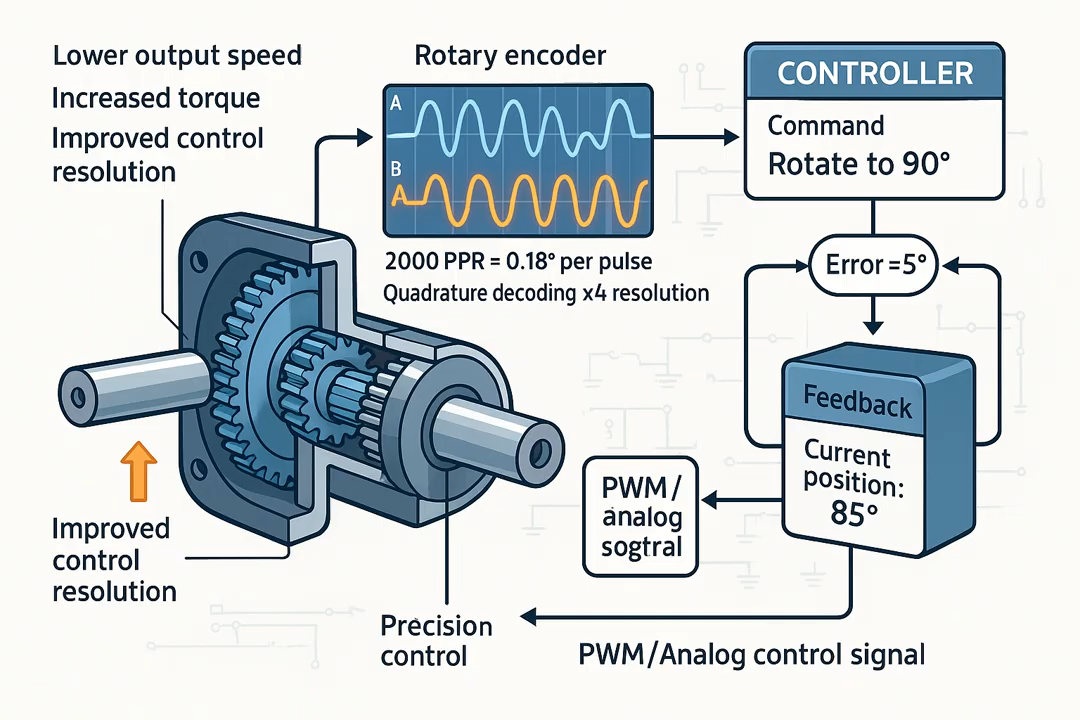 Lower output speed
Increased torque
Improved control
resolution
Rotary encoder
A
B
A
2000 PPR = 0.18° per pulse
Quadrature decoding x4 resolution
CONTROLLER
Command
Rotate to 90°
Error = 5°
Feedback
Current
position:
85°
PWM /
analog
sogtral
Improved
control
resolution
Precision
control
PWM/Analog control signal